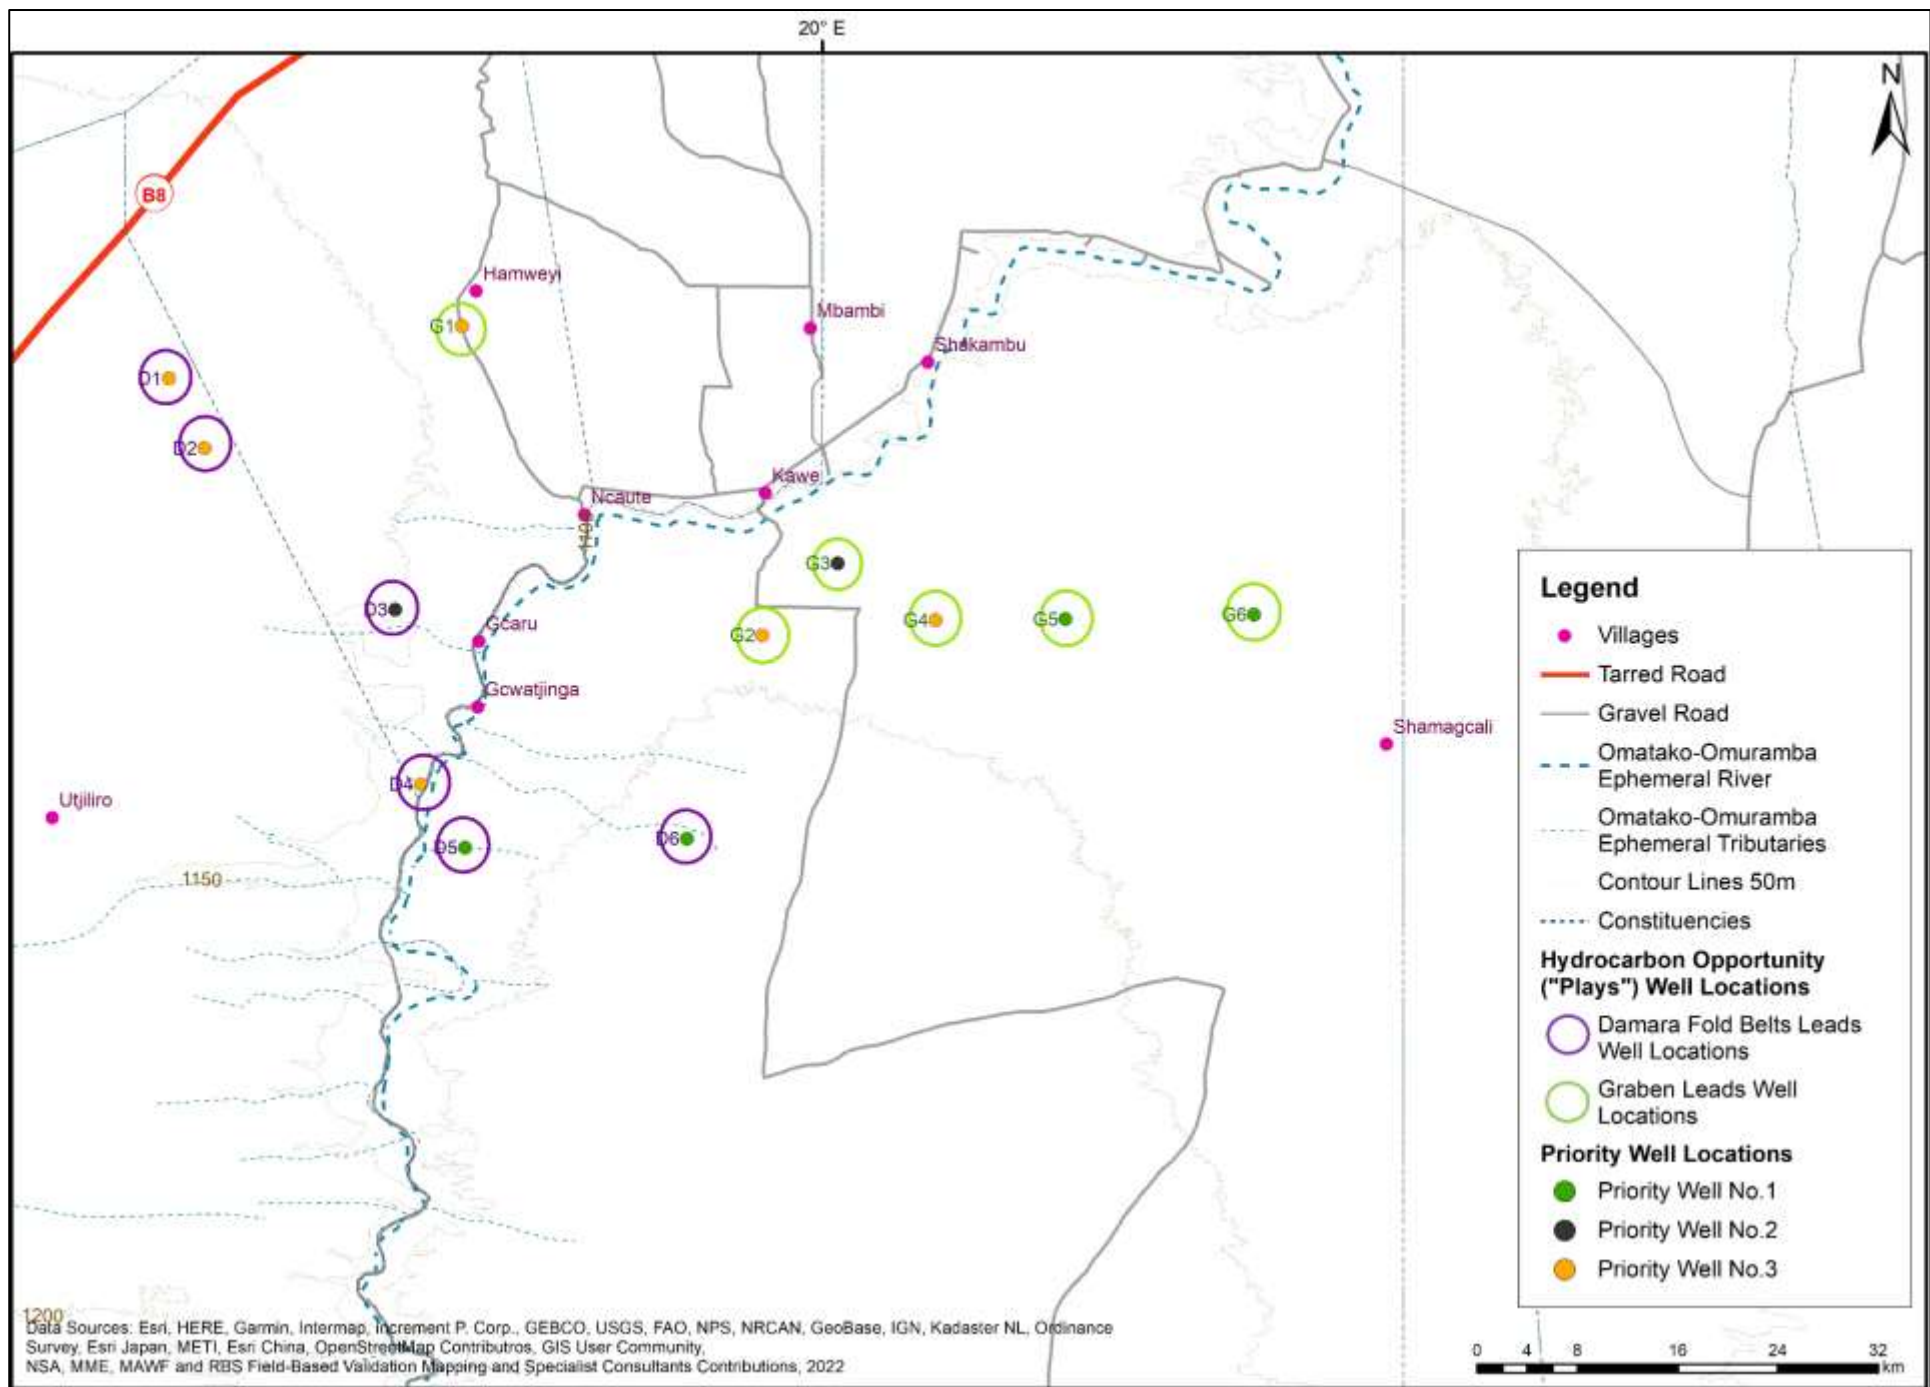 20° E
N
B8
Hamweyi
G1
Mbambi
Shakambu
D1
D2
Kawe
Ncaute
G3
D3
Gcaru
G2
G4
G5
G6
Gcwatjinga
Shamagcali
D4
Utjiliro
D5
D6
1150
1200
Legend
Villages
Tarred Road
Gravel Road
Omatako-Omuramba
Ephemeral River
Omatako-Omuramba
Ephemeral Tributaries
Contour Lines 50m
Constituencies
Hydrocarbon Opportunity
("Plays") Well Locations
Damara Fold Belts Leads
Well Locations
Graben Leads Well
Locations
Priority Well Locations
Priority Well No.1
Priority Well No.2
Priority Well No.3
Data Sources: Esri, HERE, Garmin, Intermap, Increment P. Corp., GEBCO, USGS, FAO, NPS, NRCAN, GeoBase, IGN, Kadaster NL, Ordinance
Survey, Esri Japan, METI, Esri China, OpenStreetMap Contributros, GIS User Community,
NSA, MME, MAWF and RBS Field-Based Validation Mapping and Specialist Consultants Contributions, 2022
0 4 8 16 24 32
km